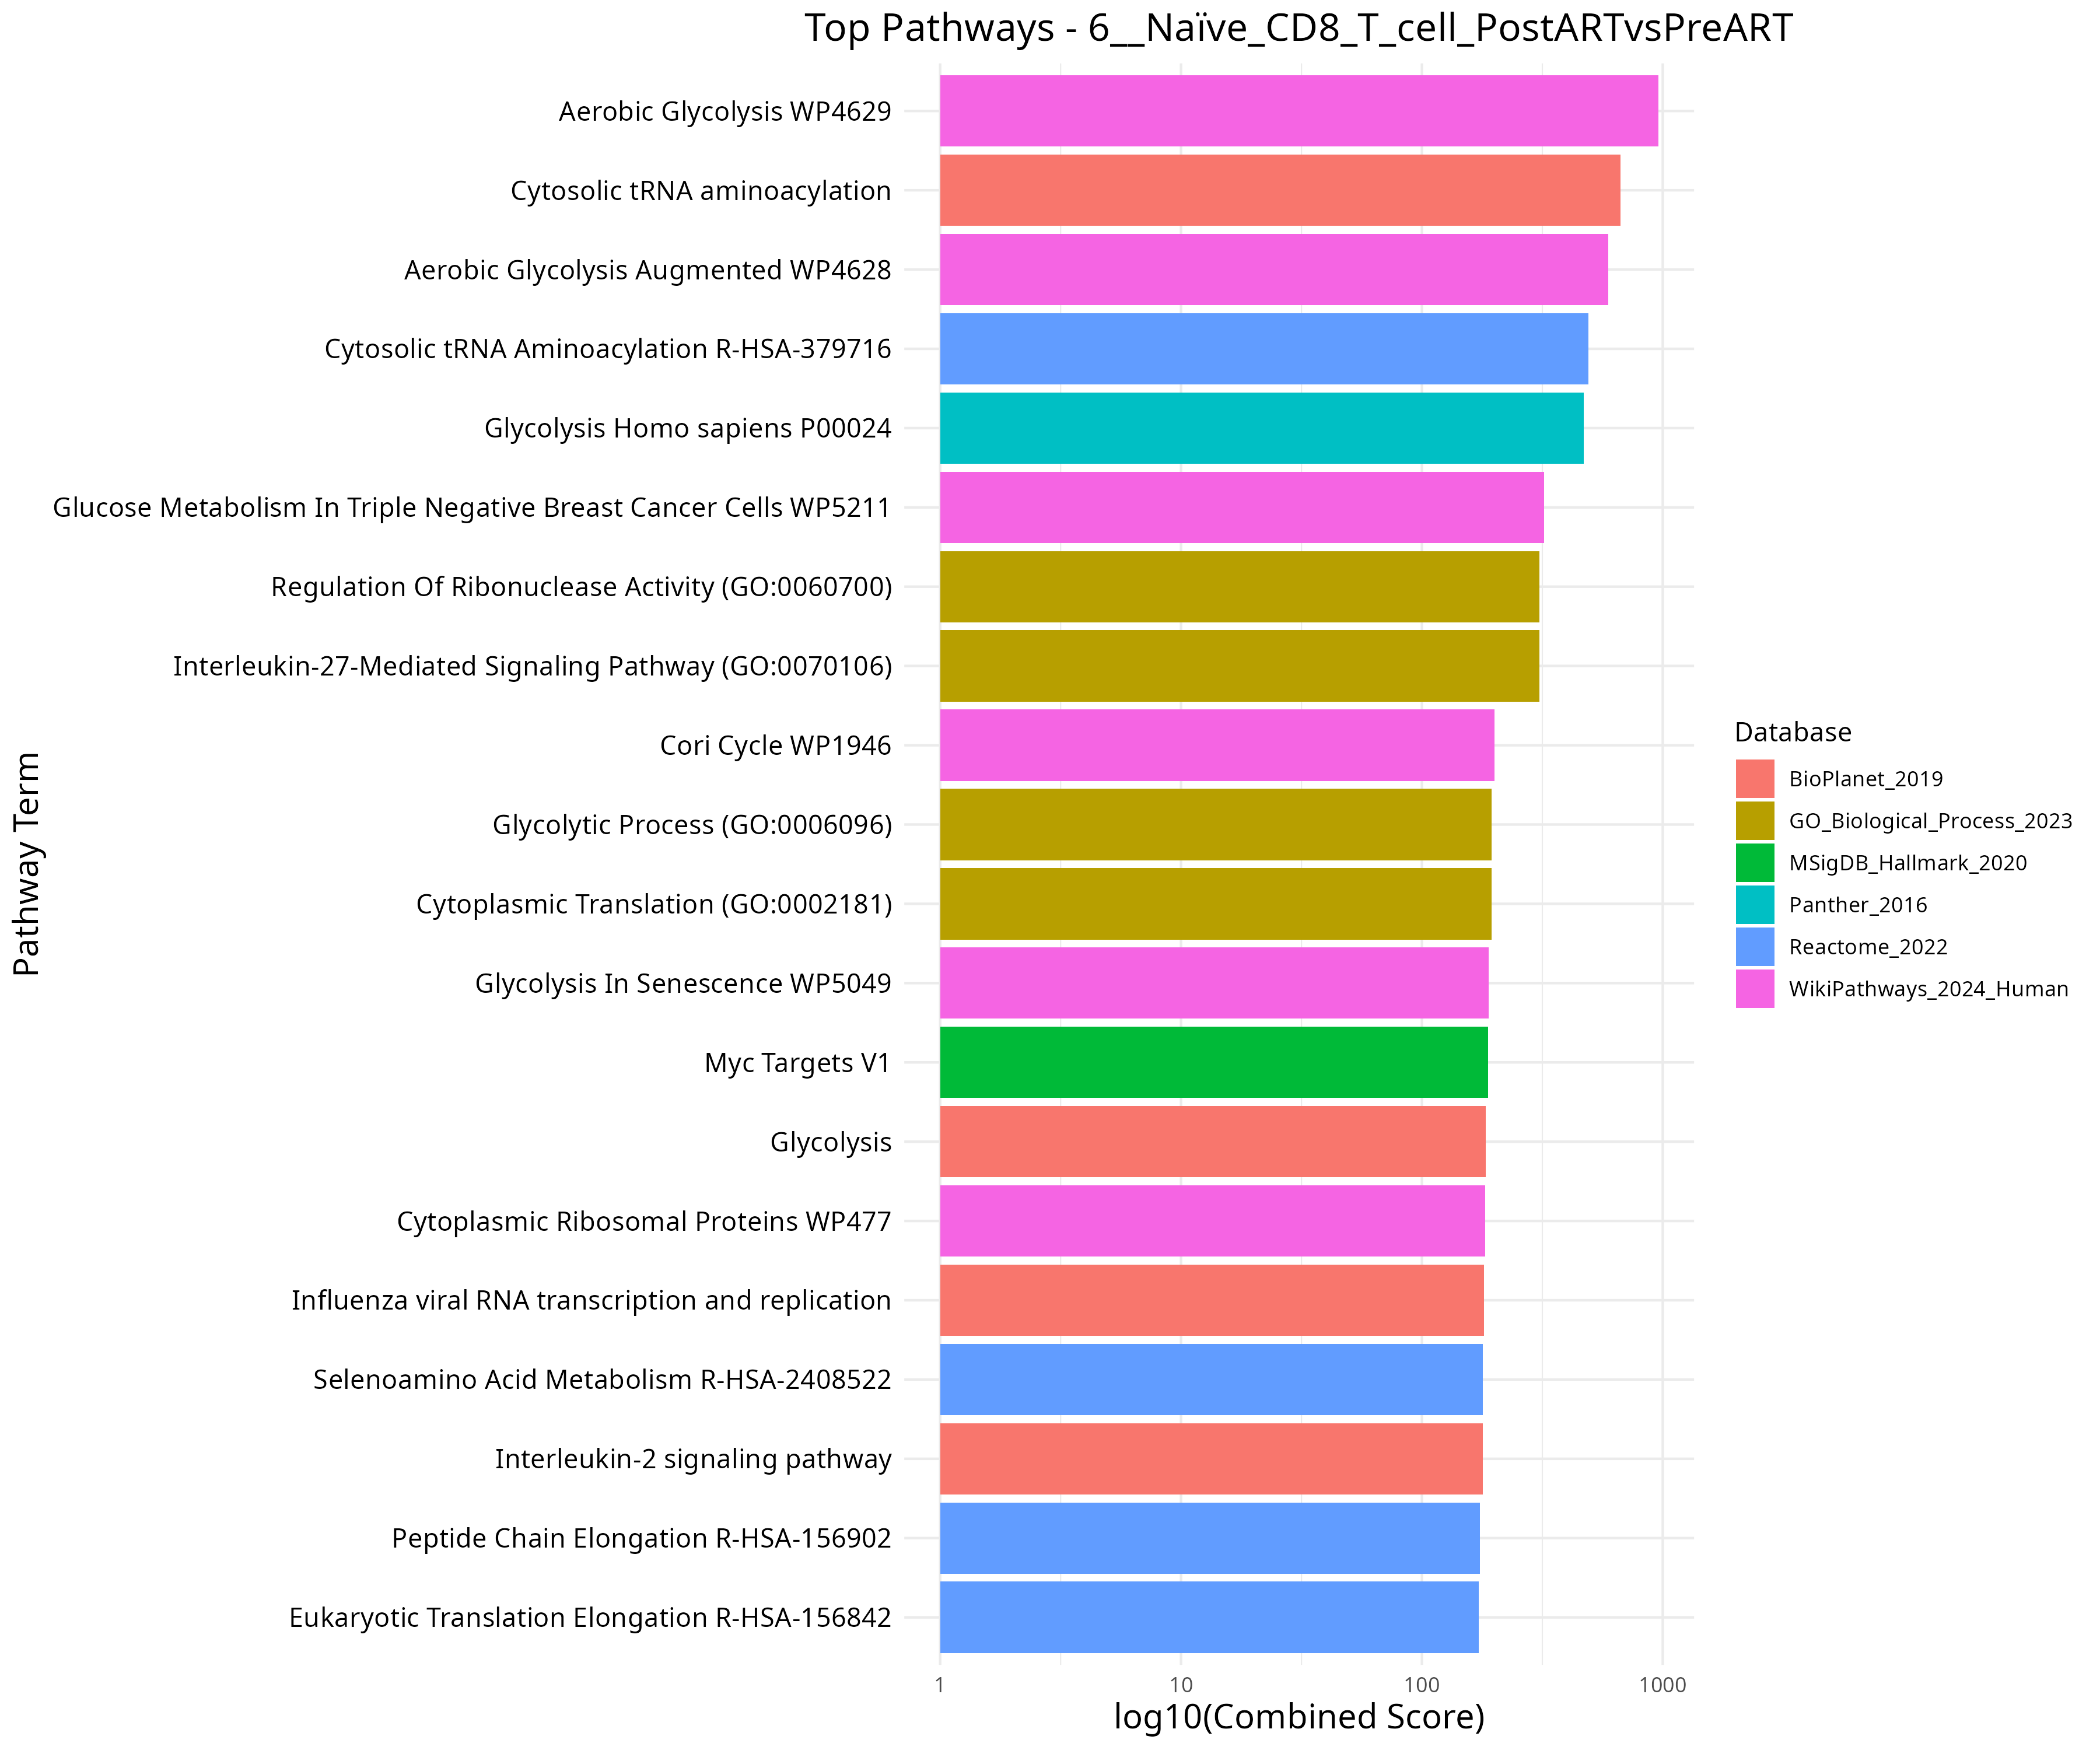 Top Pathways - 6__Naïve_CD8_T_cell_PostARTvsPreART
Pathway Term
Aerobic Glycolysis WP4629
Cytosolic tRNA aminoacylation
Aerobic Glycolysis Augmented WP4628
Cytosolic tRNA Aminoacylation R-HSA-379716
Glycolysis Homo sapiens P00024
Glucose Metabolism In Triple Negative Breast Cancer Cells WP5211
Regulation Of Ribonuclease Activity (GO:0060700)
Interleukin-27-Mediated Signaling Pathway (GO:0070106)
Cori Cycle WP1946
Glycolytic Process (GO:0006096)
Cytoplasmic Translation (GO:0002181)
Glycolysis In Senescence WP5049
Myc Targets V1
Glycolysis
Cytoplasmic Ribosomal Proteins WP477
Influenza viral RNA transcription and replication
Selenoamino Acid Metabolism R-HSA-2408522
Interleukin-2 signaling pathway
Peptide Chain Elongation R-HSA-156902
Eukaryotic Translation Elongation R-HSA-156842
1 10 100 1000
log10(Combined Score)
Database
BioPlanet_2019
GO_Biological_Process_2023
MSigDB_Hallmark_2020
Panther_2016
Reactome_2022
WikiPathways_2024_Human